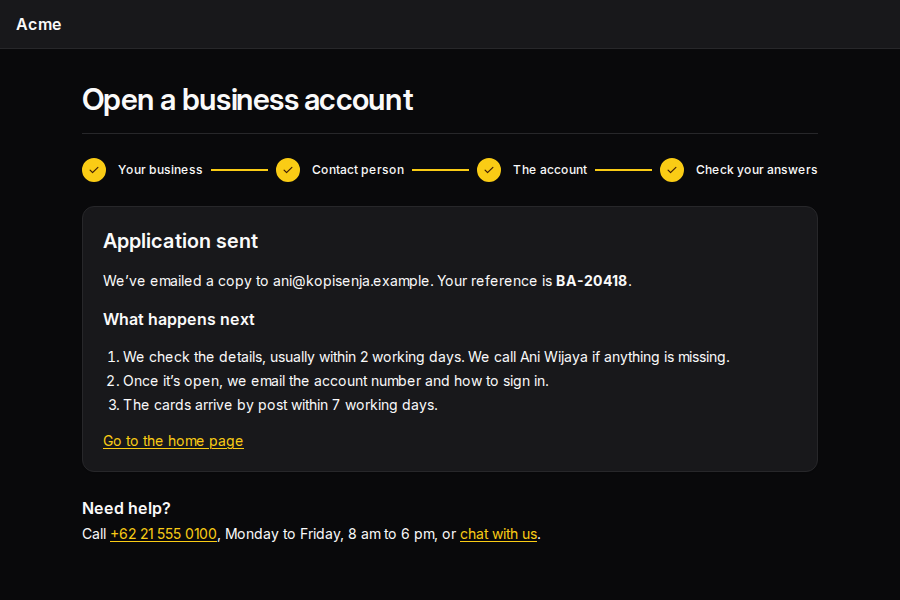 Acme
Open a business account
Your business
Contact person
The account
Check your answers
Application sent
We’ve emailed a copy to ani@kopisenja.example. Your reference is BA-20418.
What happens next
1. We check the details, usually within 2 working days. We call Ani Wijaya if anything is missing.
2. Once it’s open, we email the account number and how to sign in.
3. The cards arrive by post within 7 working days.
Go to the home page
Need help?
Call +62 21 555 0100, Monday to Friday, 8 am to 6 pm, or chat with us.